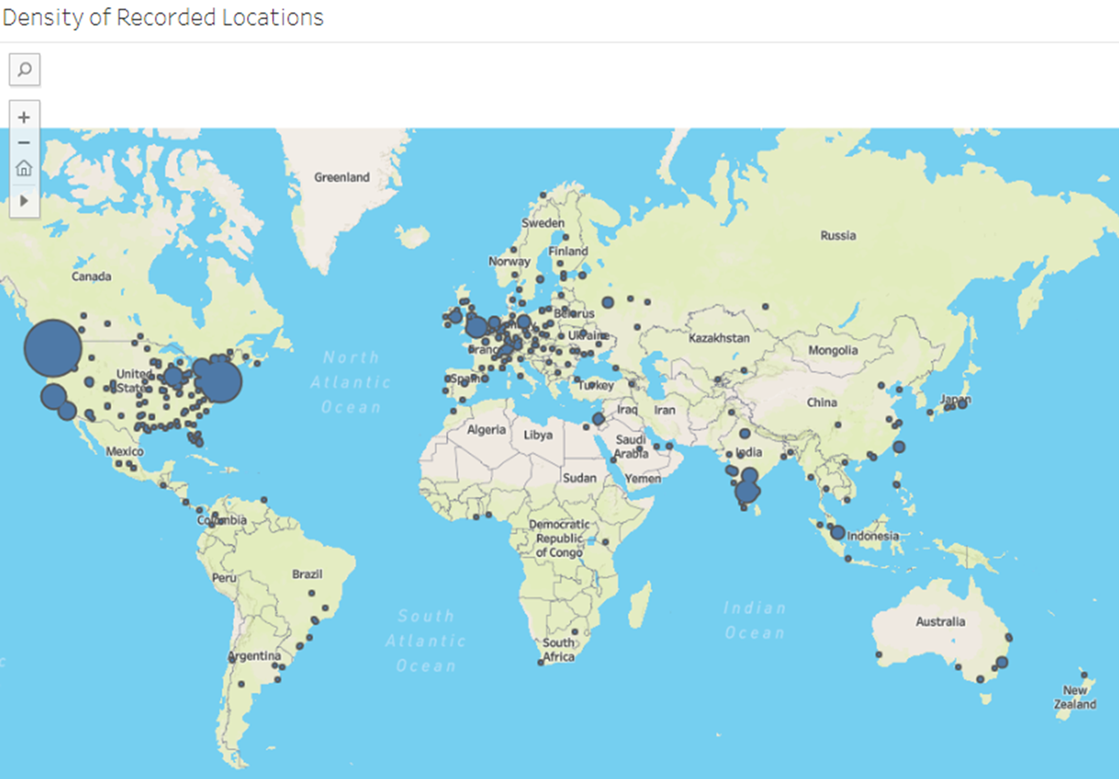 Density of Recorded Locations
+
−
Greenland
Sweden
Russia
Finland
Norway
Canada
Belarus
Ukraine
Kazakhstan
North
Atlantic
Ocean
Mongolia
United
States
Spain
Turkey
China
Japan
Iraq
Iran
Algeria
Libya
Mexico
Saudi
Arabia
India
Sudan
Yemen
Colombia
Democratic
Republic
of Congo
Indonesia
Peru
Brazil
South
Atlantic
Ocean
Indian
Ocean
Australia
South
Africa
Argentina
New
Zealand